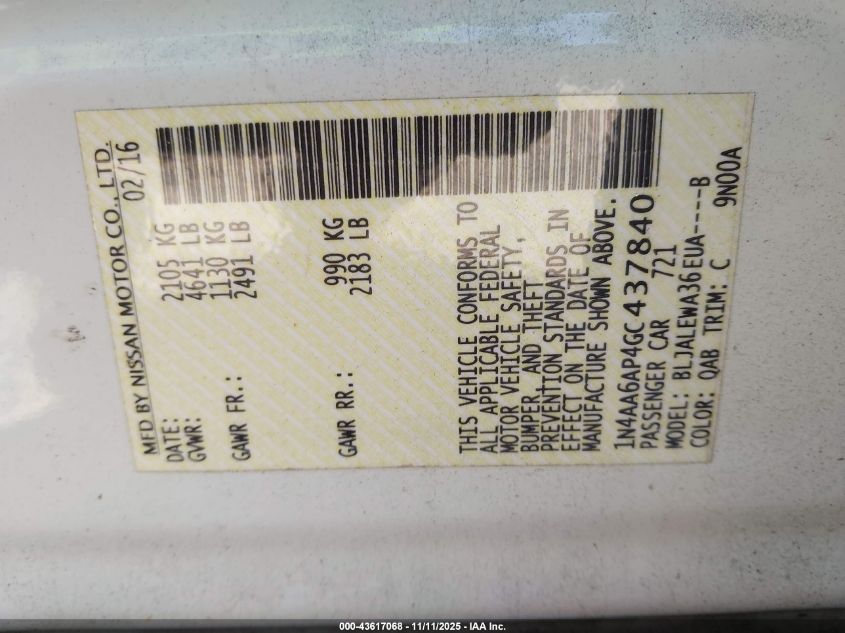 MFD BY NISSAN MOTOR CO., LTD.
DATE: 02/16
GVWR: 2105 KG
4641 LB
GAWR FR.: 1130 KG
2491 LB
GAWR RR.: 990 KG
2183 LB
THIS VEHICLE CONFORMS TO
ALL APPLICABLE FEDERAL
MOTOR VEHICLE SAFETY,
BUMPER AND THEFT
PREVENTION STANDARDS IN
EFFECT ON THE DATE OF
MANUFACTURE SHOWN ABOVE.
1N4AA6AP4GC437840
PASSENGER CAR 721
MODEL: BLJALEWA36EUA----B
COLOR: QAB TRIM: C 9N00A
000-43617068 - 11/11/2025 - IAA Inc.